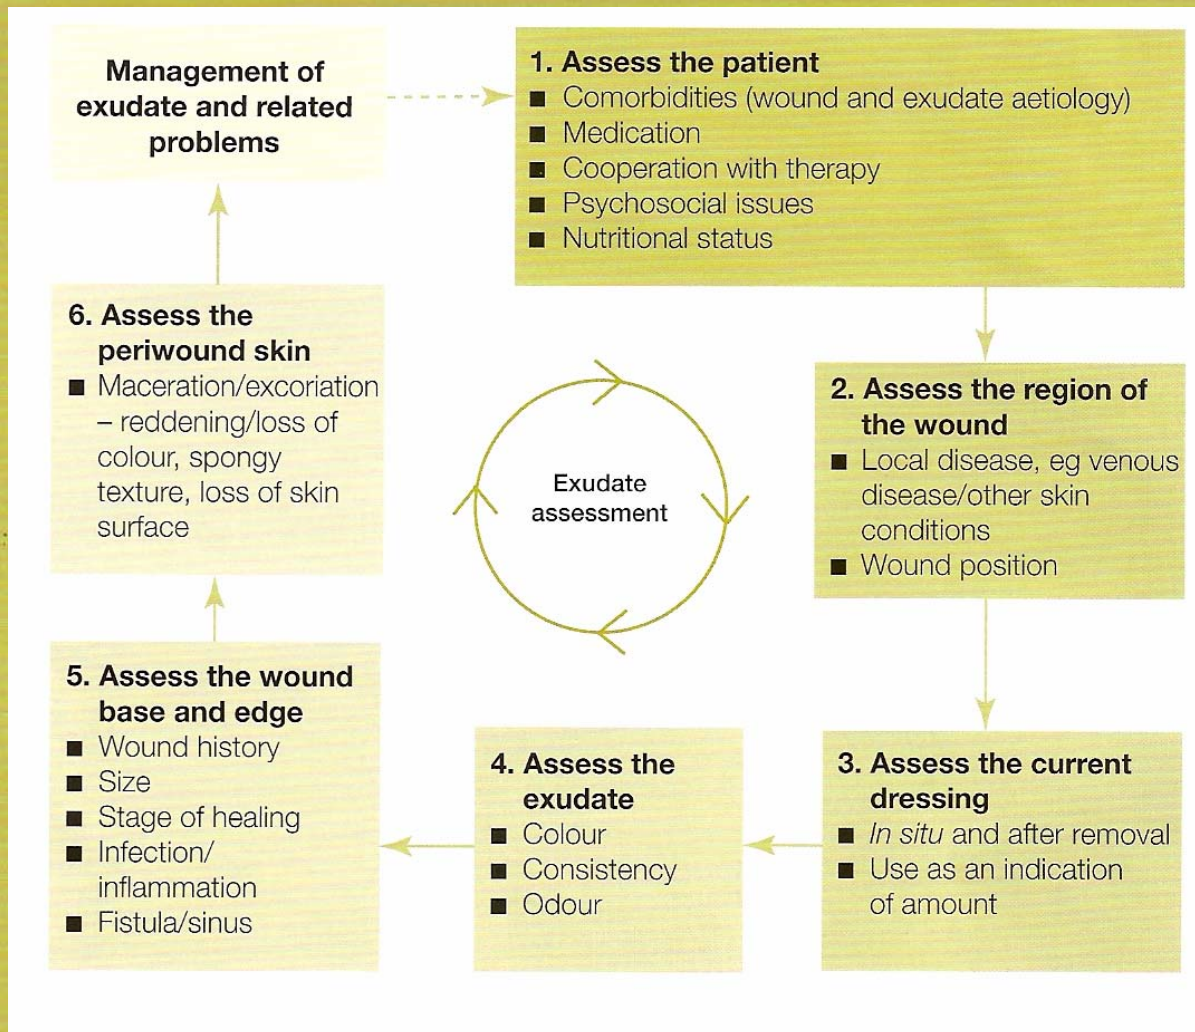 Management of
exudate and related
problems
1. Assess the patient
■ Comorbidities (wound and exudate aetiology)
■ Medication
■ Cooperation with therapy
■ Psychosocial issues
■ Nutritional status
2. Assess the region of
the wound
■ Local disease, eg venous
disease/other skin
conditions
■ Wound position
3. Assess the current
dressing
■ In situ and after removal
■ Use as an indication
of amount
4. Assess the
exudate
■ Colour
■ Consistency
■ Odour
5. Assess the wound
base and edge
■ Wound history
■ Size
■ Stage of healing
■ Infection/
inflammation
■ Fistula/sinus
6. Assess the
periwound skin
■ Maceration/excoriation
– reddening/loss of
colour, spongy
texture, loss of skin
surface
Exudate
assessment